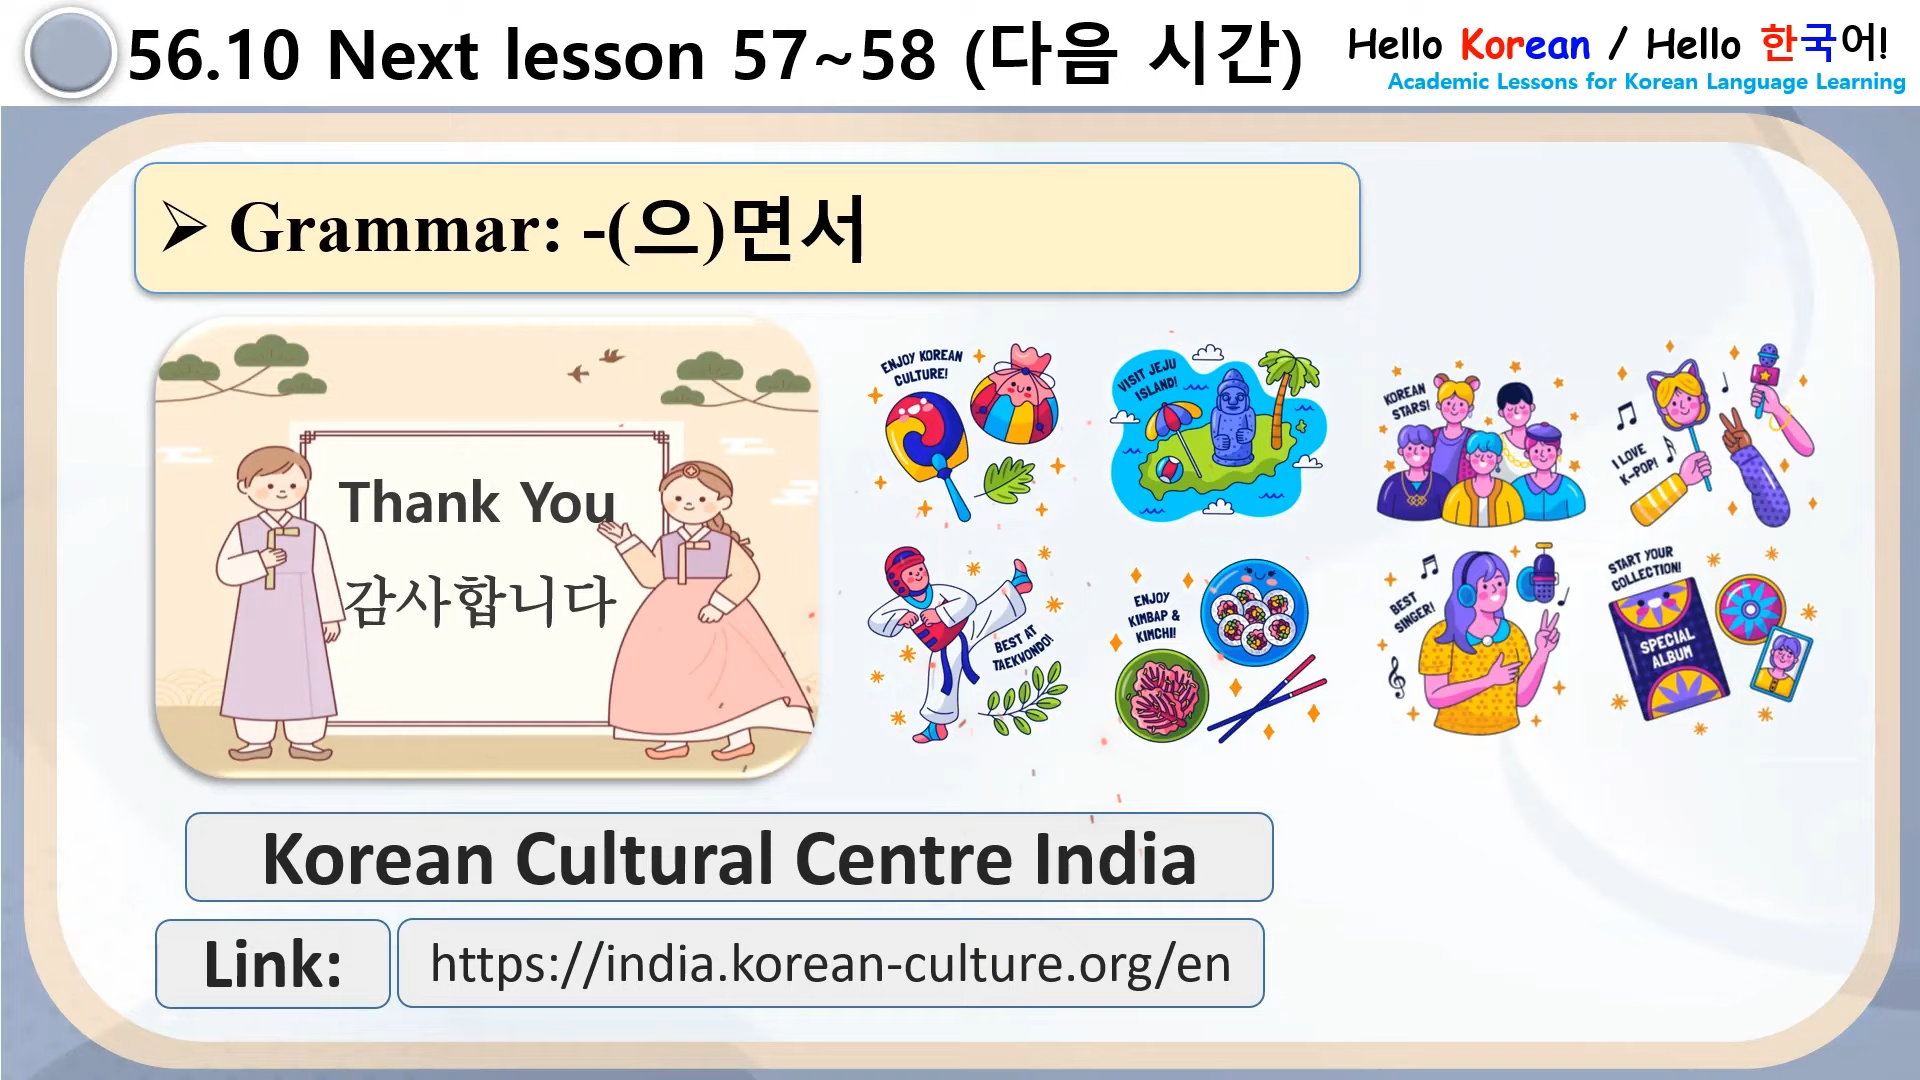 56.10 Next lesson 57~58 (다음 시간)
Hello Korean / Hello 한국어!
Academic Lessons for Korean Language Learning
➢ Grammar: -(으)면서
Thank You
감사합니다
ENJOY KOREAN
CULTURE!
VISIT JEJU
ISLAND!
KOREAN
STARS!
I LOVE
K-POP!
BEST AT
TAEKWONDO!
ENJOY
KIMBAP &
KIMCHI!
BEST
SINGER!
START YOUR
COLLECTION!
SPECIAL
ALBUM
Korean Cultural Centre India
Link:
https://india.korean-culture.org/en